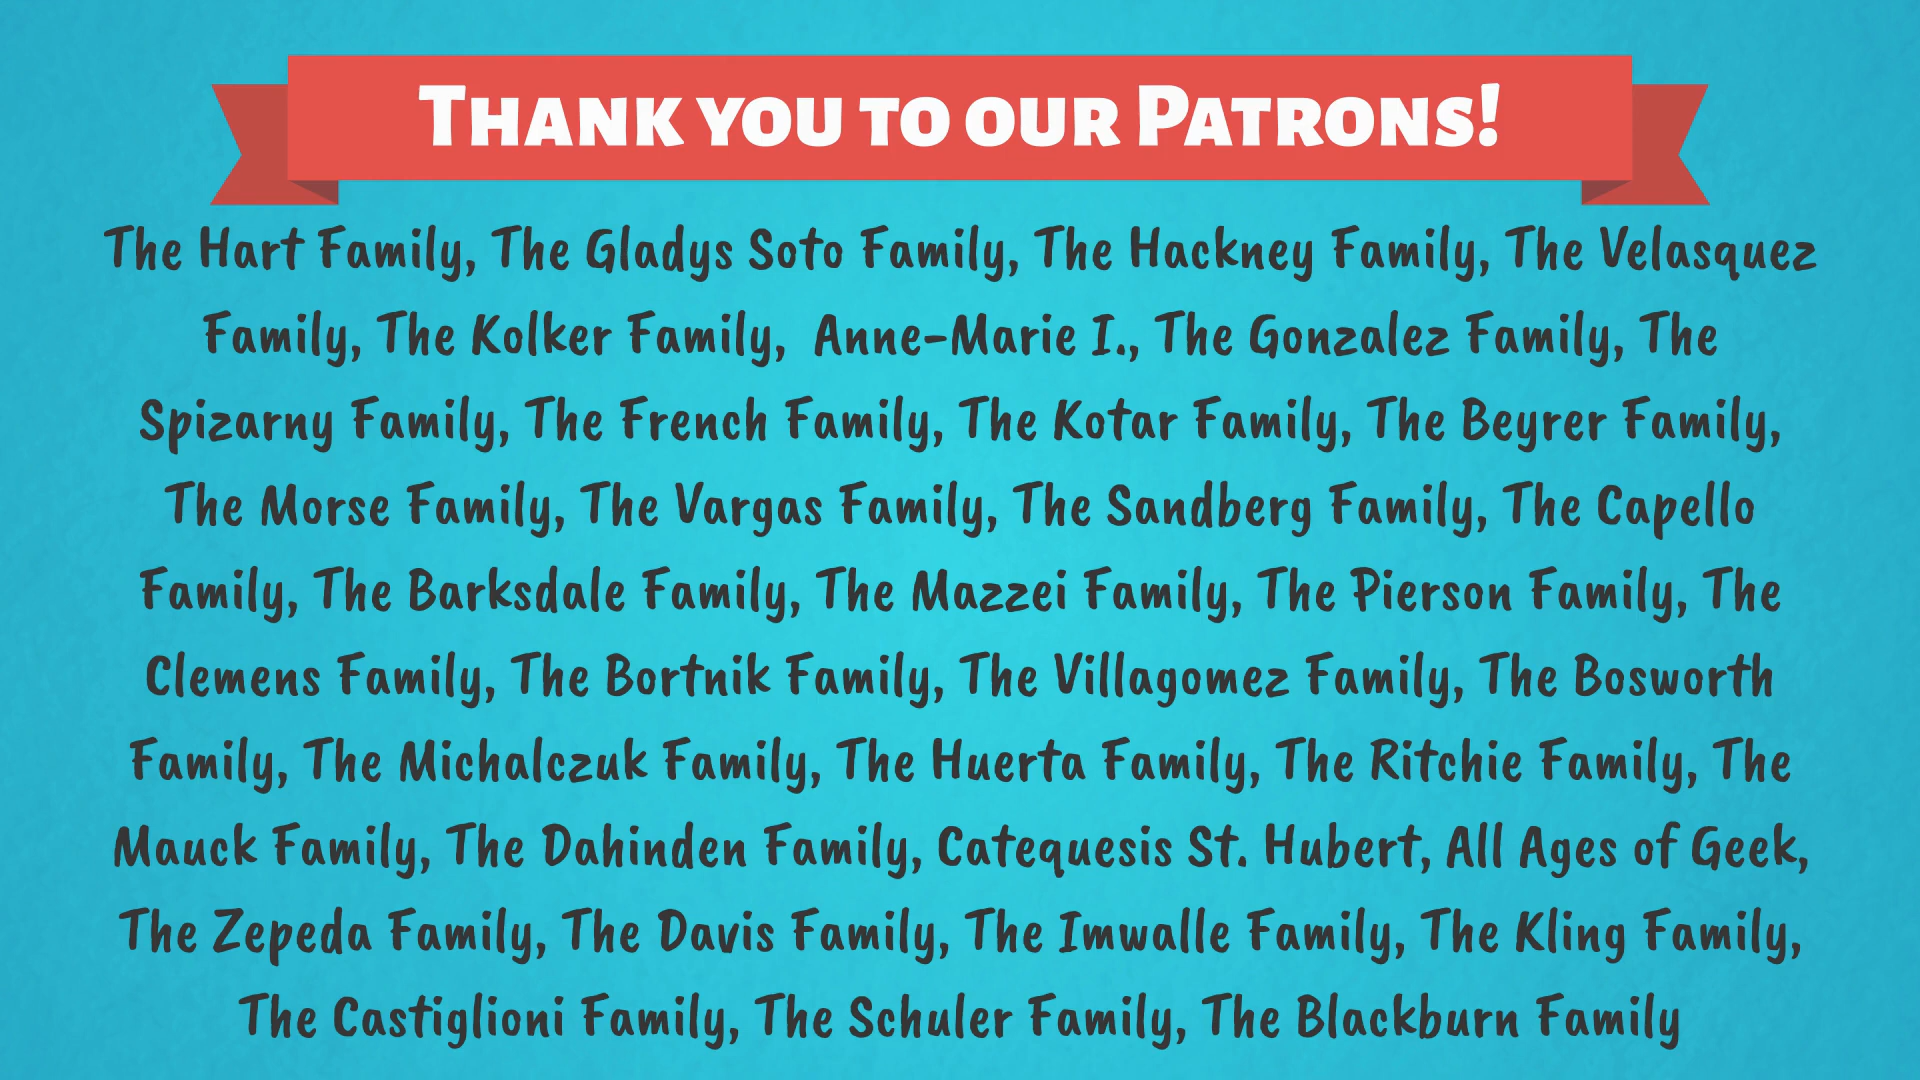 Thank you to our Patrons!
The Hart Family, The Gladys Soto Family, The Hackney Family, The Velasquez
Family, The Kolker Family,  Anne-Marie I., The Gonzalez Family, The
Spizarny Family, The French Family, The Kotar Family, The Beyrer Family,
The Morse Family, The Vargas Family, The Sandberg Family, The Capello
Family, The Barksdale Family, The Mazzei Family, The Pierson Family, The
Clemens Family, The Bortnik Family, The Villagomez Family, The Bosworth
Family, The Michalczuk Family, The Huerta Family, The Ritchie Family, The
Mauck Family, The Dahinden Family, Catequesis St. Hubert, All Ages of Geek,
The Zepeda Family, The Davis Family, The Imwalle Family, The Kling Family,
The Castiglioni Family, The Schuler Family, The Blackburn Family